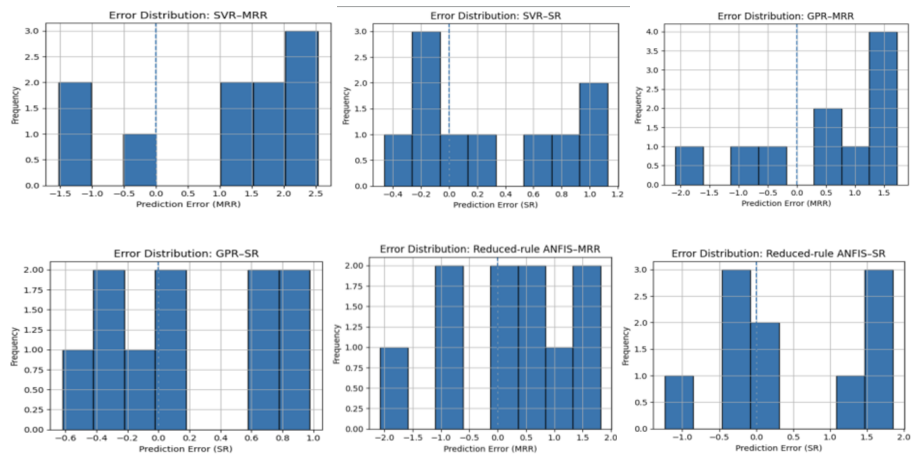 Error Distribution: SVR–MRR
Frequency
3.0
2.5
2.0
1.5
1.0
0.5
0.0
−1.5 −1.0 −0.5 0.0 0.5 1.0 1.5 2.0 2.5
Prediction Error (MRR)
Error Distribution: SVR–SR
Frequency
3.0
2.5
2.0
1.5
1.0
0.5
0.0
−0.4 −0.2 0.0 0.2 0.4 0.6 0.8 1.0 1.2
Prediction Error (SR)
Error Distribution: GPR–MRR
Frequency
4.0
3.5
3.0
2.5
2.0
1.5
1.0
0.5
0.0
−2.0 −1.5 −1.0 −0.5 0.0 0.5 1.0 1.5
Prediction Error (MRR)
Error Distribution: GPR–SR
Frequency
2.00
1.75
1.50
1.25
1.00
0.75
0.50
0.25
0.00
−0.6 −0.4 −0.2 0.0 0.2 0.4 0.6 0.8 1.0
Prediction Error (SR)
Error Distribution: Reduced-rule ANFIS–MRR
Frequency
2.00
1.75
1.50
1.25
1.00
0.75
0.50
0.25
0.00
−2.0 −1.5 −1.0 −0.5 0.0 0.5 1.0 1.5 2.0
Prediction Error (MRR)
Error Distribution: Reduced-rule ANFIS–SR
Frequency
3.0
2.5
2.0
1.5
1.0
0.5
0.0
−1.0 −0.5 0.0 0.5 1.0 1.5 2.0
Prediction Error (SR)